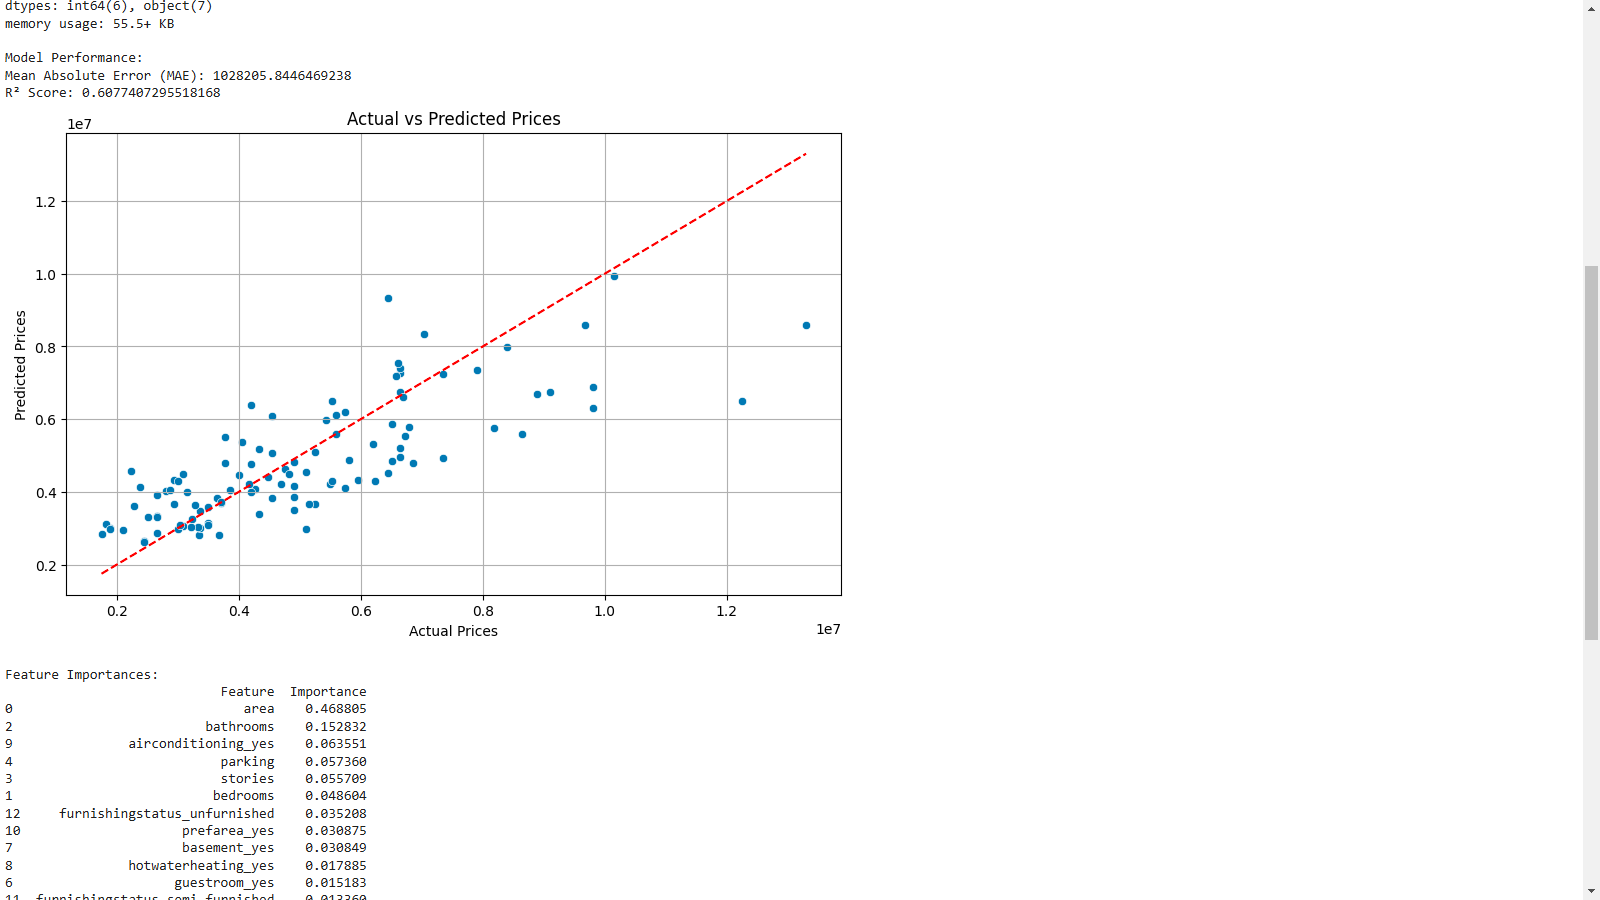 dtypes: int64(6), object(7)
memory usage: 55.5+ KB
Model Performance:
Mean Absolute Error (MAE): 1028205.8446469238
R² Score: 0.6077407295518168
Actual vs Predicted Prices
1e7
1.2
1.0
0.8
0.6
0.4
0.2
Predicted Prices
0.2 0.4 0.6 0.8 1.0 1.2
1e7
Actual Prices
Feature Importances:
Feature Importance
0 area 0.468805
2 bathrooms 0.152832
9 airconditioning_yes 0.063551
4 parking 0.057360
3 stories 0.055709
1 bedrooms 0.048604
12 furnishingstatus_unfurnished 0.035208
10 prefarea_yes 0.030875
7 basement_yes 0.030849
8 hotwaterheating_yes 0.017885
6 guestroom_yes 0.015183
11 furnishingstatus_semi-furnished 0.013360